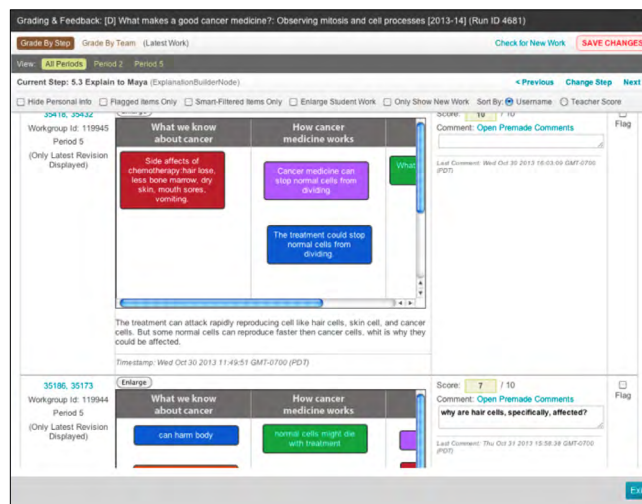 Grading & Feedback: [D] What makes a good cancer medicine?: Observing mitosis and cell processes [2013-14] (Run ID 4681)
Grade By Step Grade By Team (Latest Work) Check for New Work SAVE CHANGES
View: All Periods Period 2 Period 5
Current Step: 5.3 Explain to Maya (ExplanationBuilderNode) < Previous Change Step Next
Hide Personal Info Flagged Items Only Smart-Filtered Items Only Enlarge Student Work Only Show New Work Sort By: Username Teacher Score
35418, 35432
Workgroup Id: 119945
Period 5
(Only Latest Revision
Displayed)
Enlarge
What we know
about cancer
How cancer
medicine works
Side affects of
chemotherapy:hair lose,
less bone marrow, dry
skin, mouth sores,
vomiting.
Cancer medicine can
stop normal cells from
dividing
What
The treatment could stop
normal cells from
dividing.
The treatment can attack rapidly reproducing cell like hair cells, skin cell, and cancer
cells. But some normal cells can reproduce faster then cancer cells, whit is why they
could be affected.
Timestamp: Wed Oct 30 2013 11:49:51 GMT-0700 (PDT)
Score: 10 / 10
Comment: Open Premade Comments
Last Comment: Wed Oct 30 2013 16:03:09 GMT-0700
(PDT)
Flag
35186, 35173
Workgroup Id: 119944
Period 5
(Only Latest Revision
Displayed)
Enlarge
What we know
about cancer
How cancer
medicine works
can harm body
normal cells might die
with treatment
Score: 7 / 10
Comment: Open Premade Comments
why are hair cells, specifically, affected?
Last Comment: Thu Oct 31 2013 15:58:38 GMT-0700
(PDT)
Flag